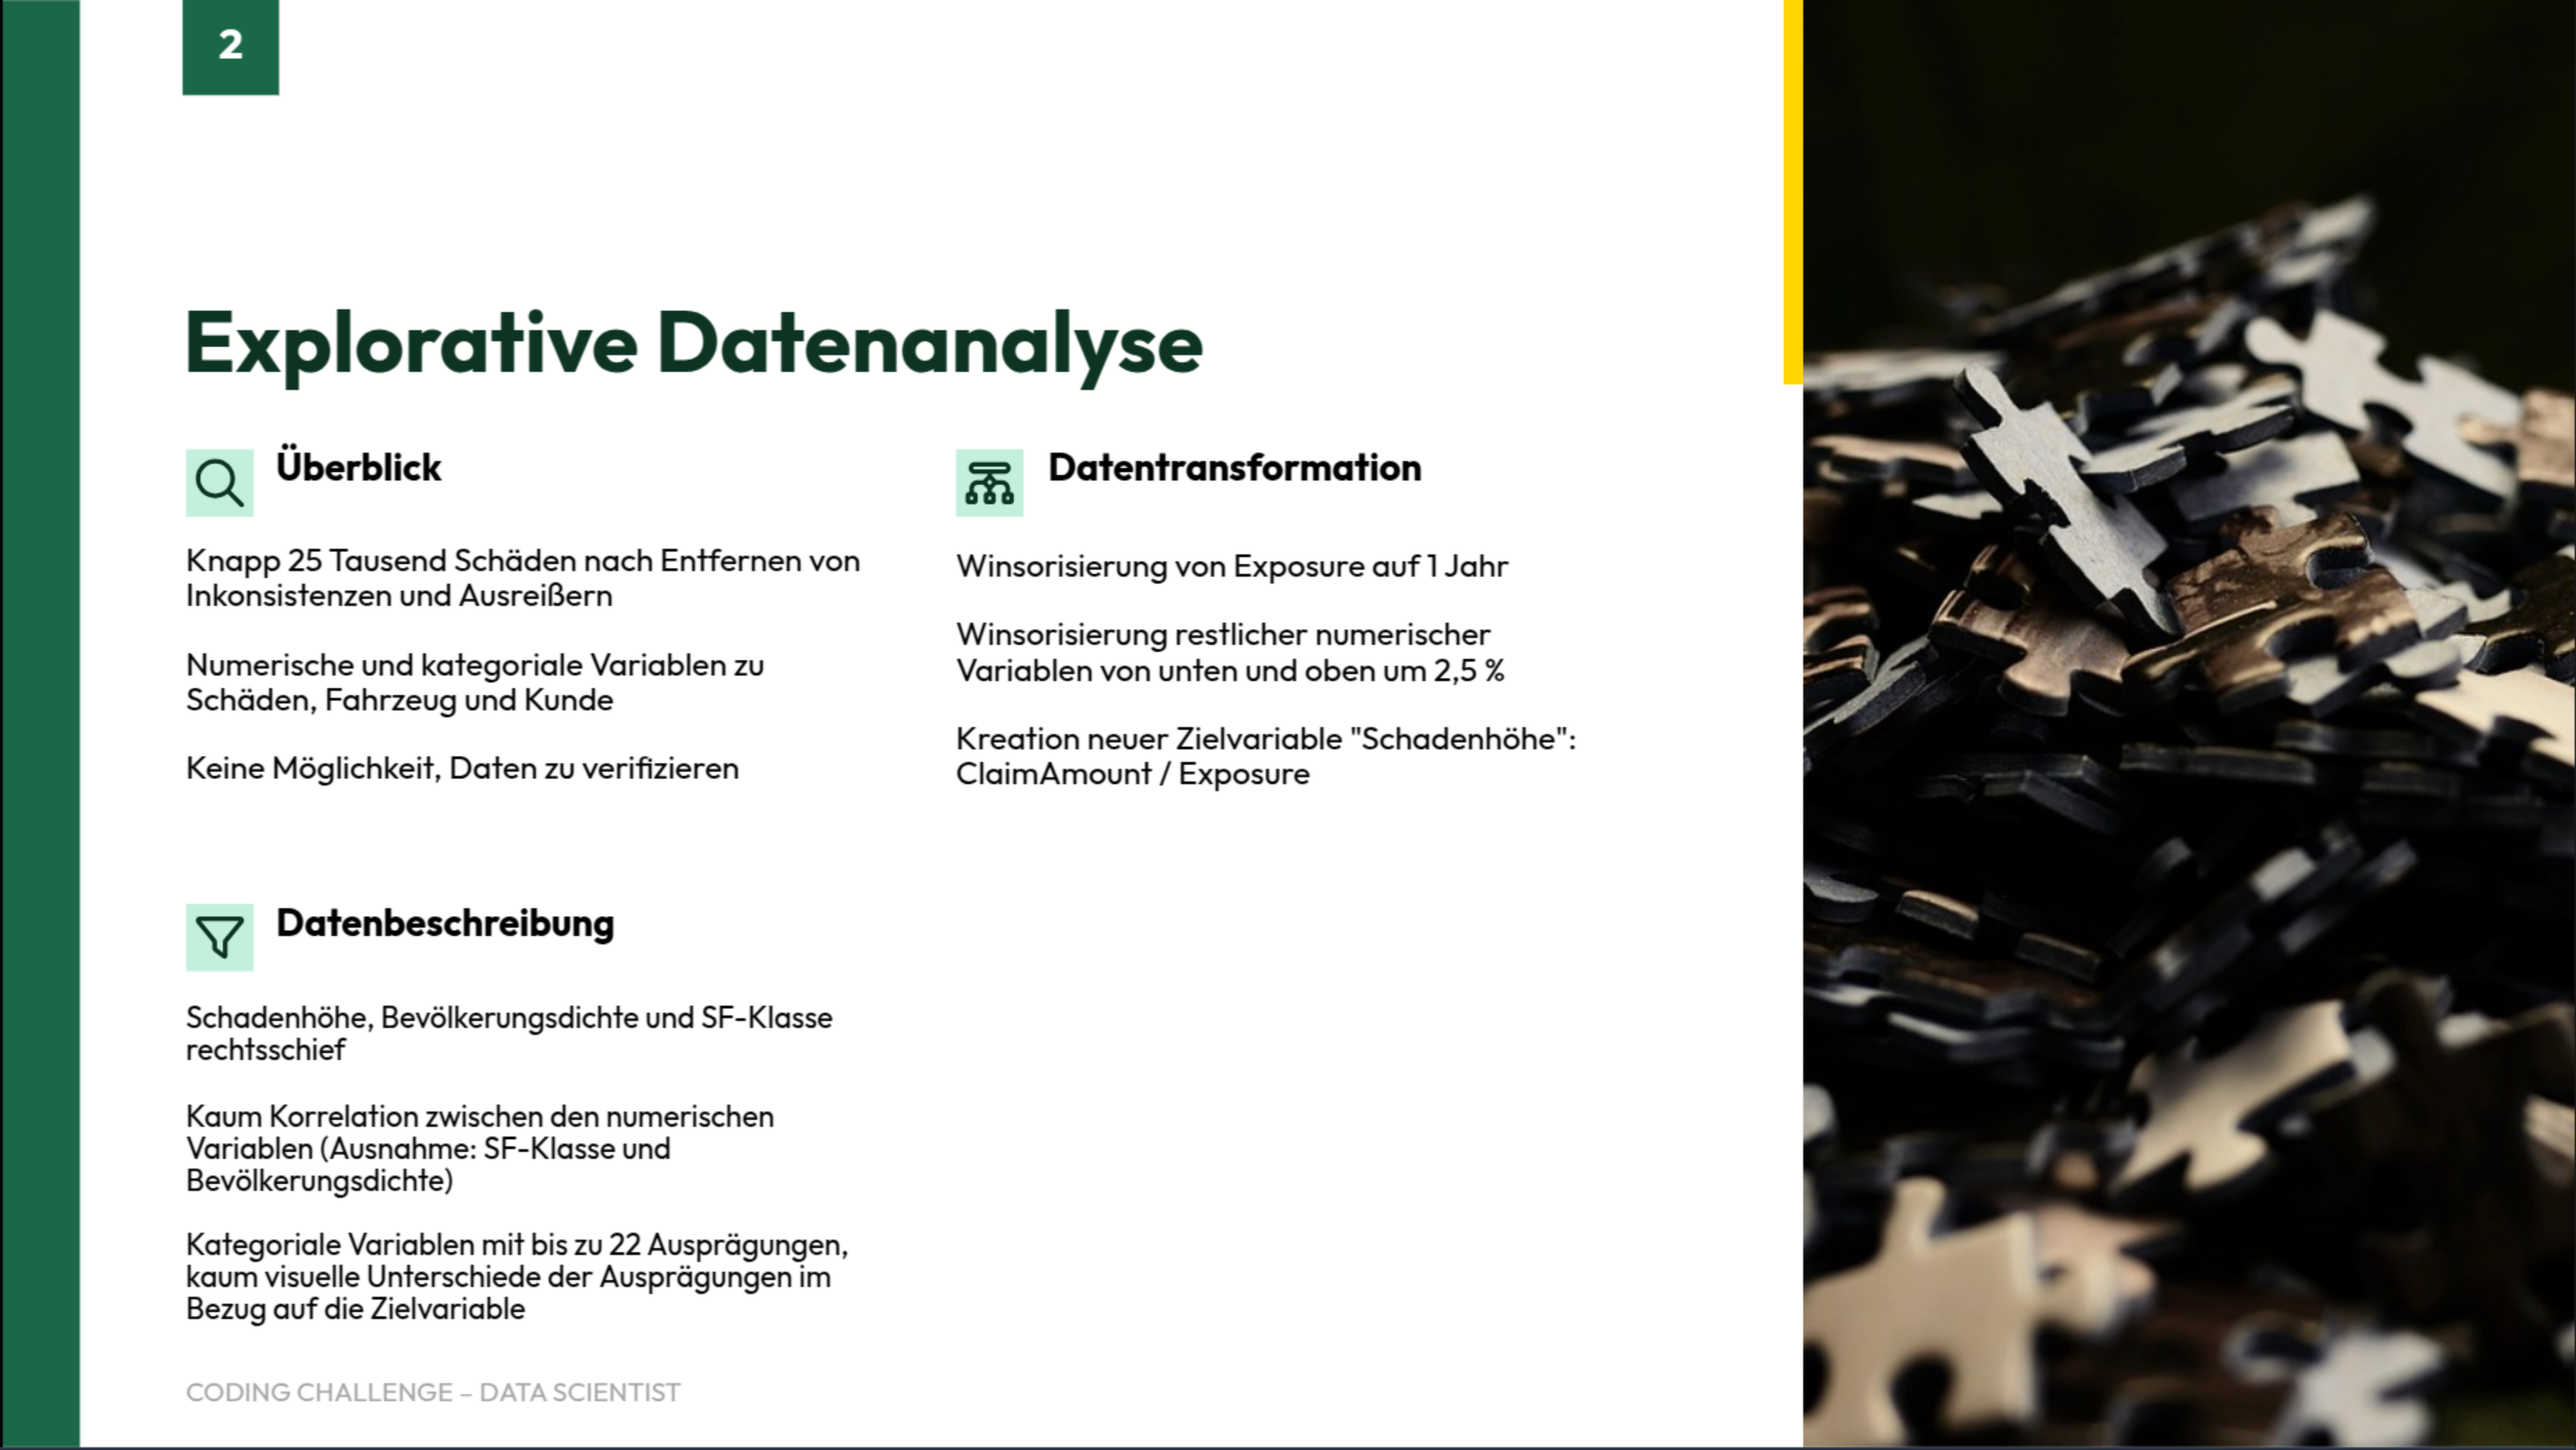 2
Explorative Datenanalyse
Überblick
Knapp 25 Tausend Schäden nach Entfernen von
Inkonsistenzen und Ausreißern
Numerische und kategoriale Variablen zu
Schäden, Fahrzeug und Kunde
Keine Möglichkeit, Daten zu verifizieren
Datentransformation
Winsorisierung von Exposure auf 1 Jahr
Winsorisierung restlicher numerischer
Variablen von unten und oben um 2,5 %
Kreation neuer Zielvariable "Schadenhöhe":
ClaimAmount / Exposure
Datenbeschreibung
Schadenhöhe, Bevölkerungsdichte und SF-Klasse
rechtsschief
Kaum Korrelation zwischen den numerischen
Variablen (Ausnahme: SF-Klasse und
Bevölkerungsdichte)
Kategoriale Variablen mit bis zu 22 Ausprägungen,
kaum visuelle Unterschiede der Ausprägungen im
Bezug auf die Zielvariable
CODING CHALLENGE – DATA SCIENTIST